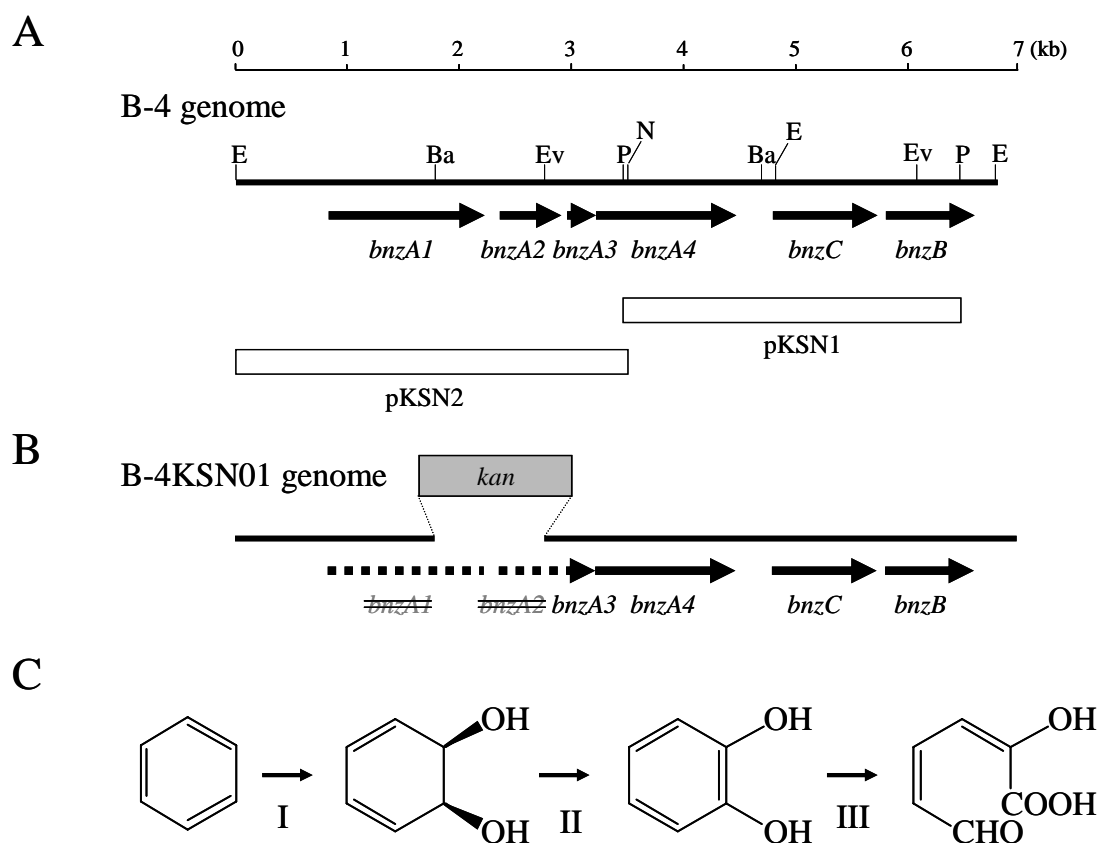 A
0 1 2 3 4 5 6 7 (kb)
B-4 genome
E Ba Ev P N Ba E Ev P E
bnzA1 bnzA2 bnzA3 bnzA4 bnzC bnzB
pKSN1
pKSN2
B
B-4KSN01 genome
kan
bnzA1 bnzA2 bnzA3 bnzA4 bnzC bnzB
C
OH OH OH
I II III
OH OH CHO COOH